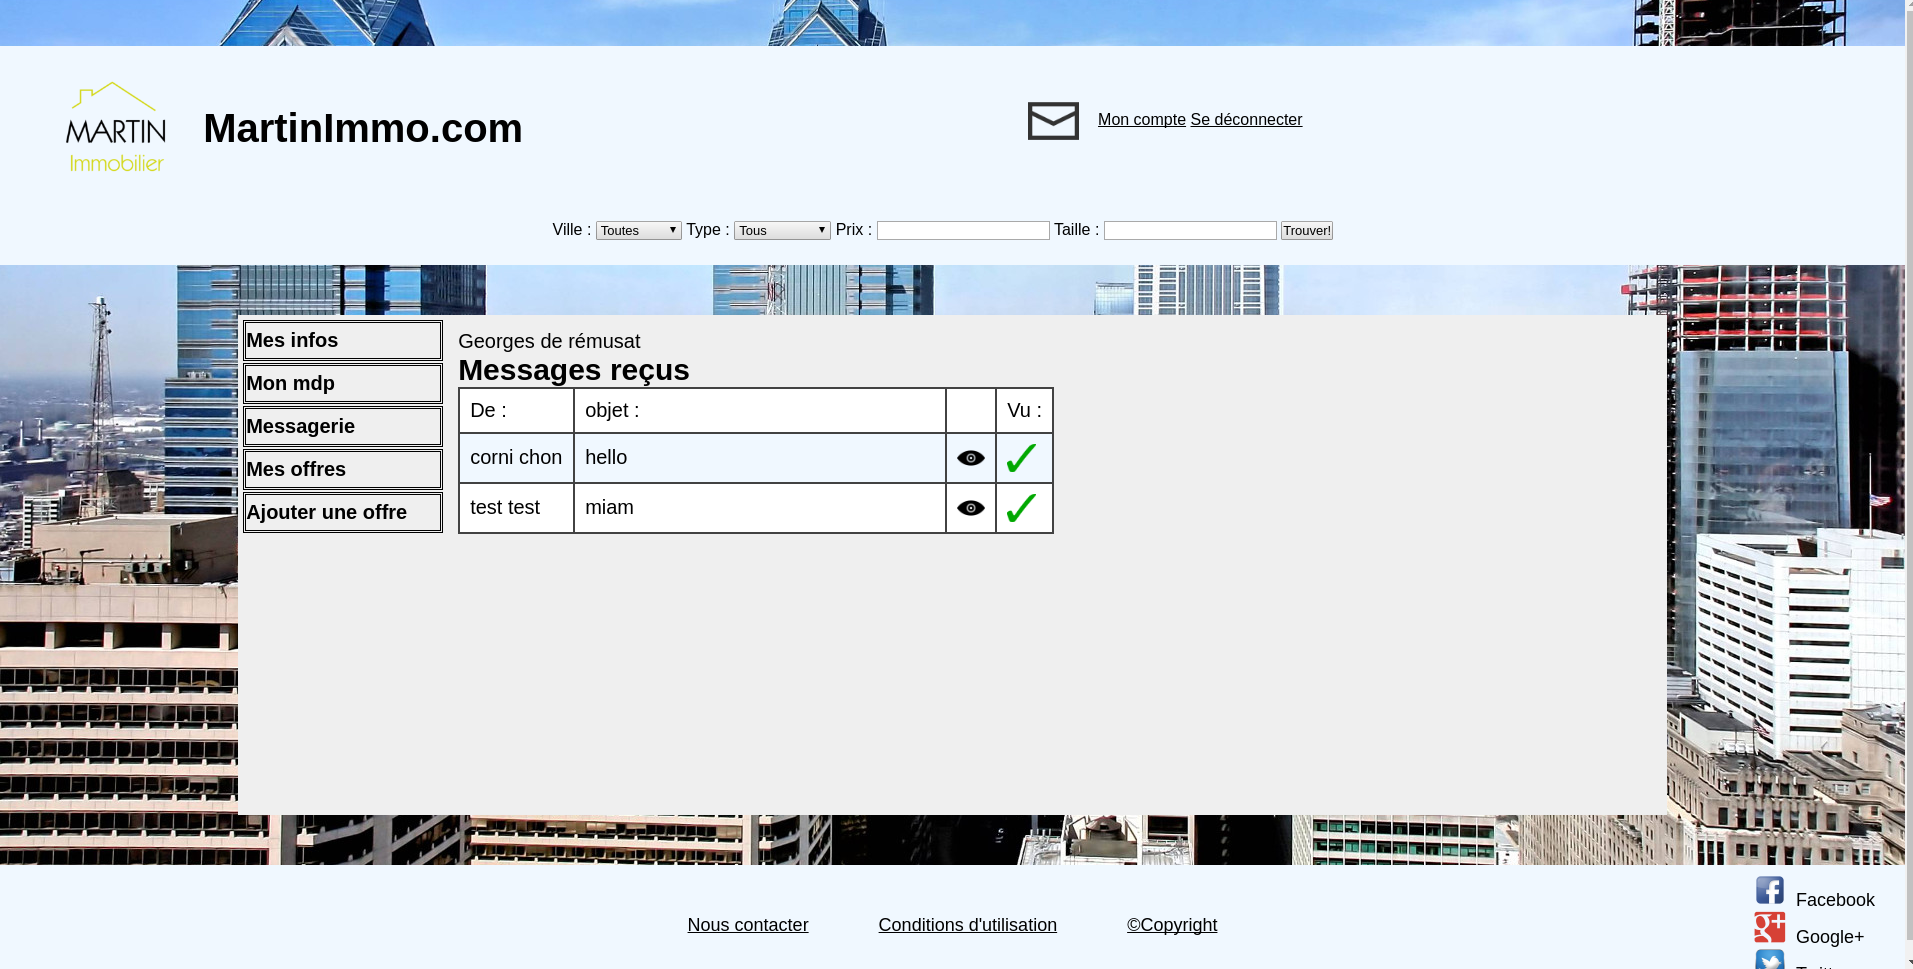 MARTIN
Immobilier
MartinImmo.com
Mon compte Se déconnecter
Ville : Toutes Type : Tous Prix : Taille : Trouver!
Mes infos
Mon mdp
Messagerie
Mes offres
Ajouter une offre
Georges de rémusat
Messages reçus
De : objet : Vu :
corni chon hello
test test miam
Nous contacter Conditions d'utilisation ©Copyright
Facebook
Google+